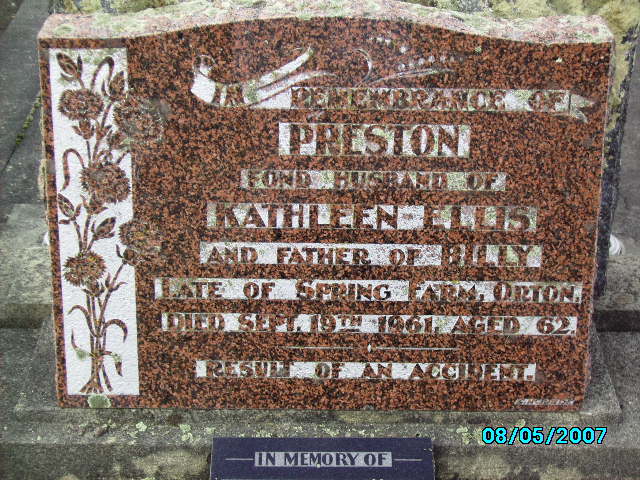 IN REMEMBRANCE OF
PRESTON
FOND HUSBAND OF
KATHLEEN ELLIS
AND FATHER OF BILLY
LATE OF SPRING FARM, ORTON,
DIED SEPT. 19TH 1961. AGED 62.
RESULT OF AN ACCIDENT.
08/05/2007
IN MEMORY OF